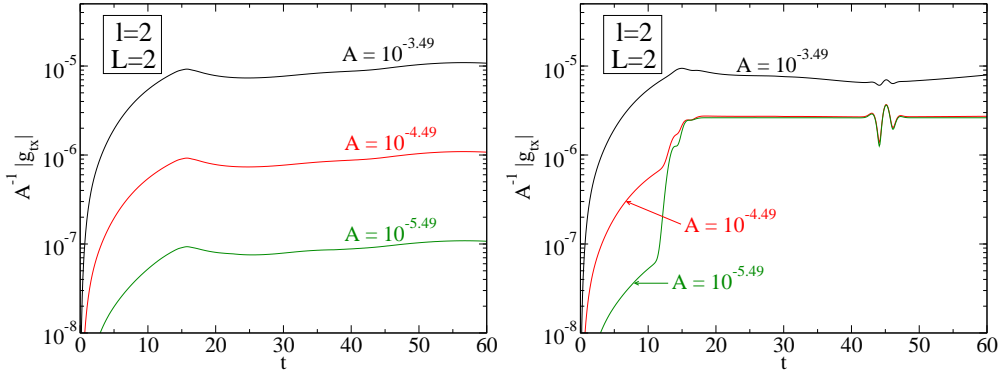 l=2
L=2
A = 10^-3.49
A = 10^-4.49
A = 10^-5.49
A^-1 |g_tx|
10^-5
10^-6
10^-7
10^-8
0 10 20 30 40 50 60
t
l=2
L=2
A = 10^-3.49
A = 10^-4.49
A = 10^-5.49
A^-1 |g_tx|
10^-5
10^-6
10^-7
10^-8
0 10 20 30 40 50 60
t